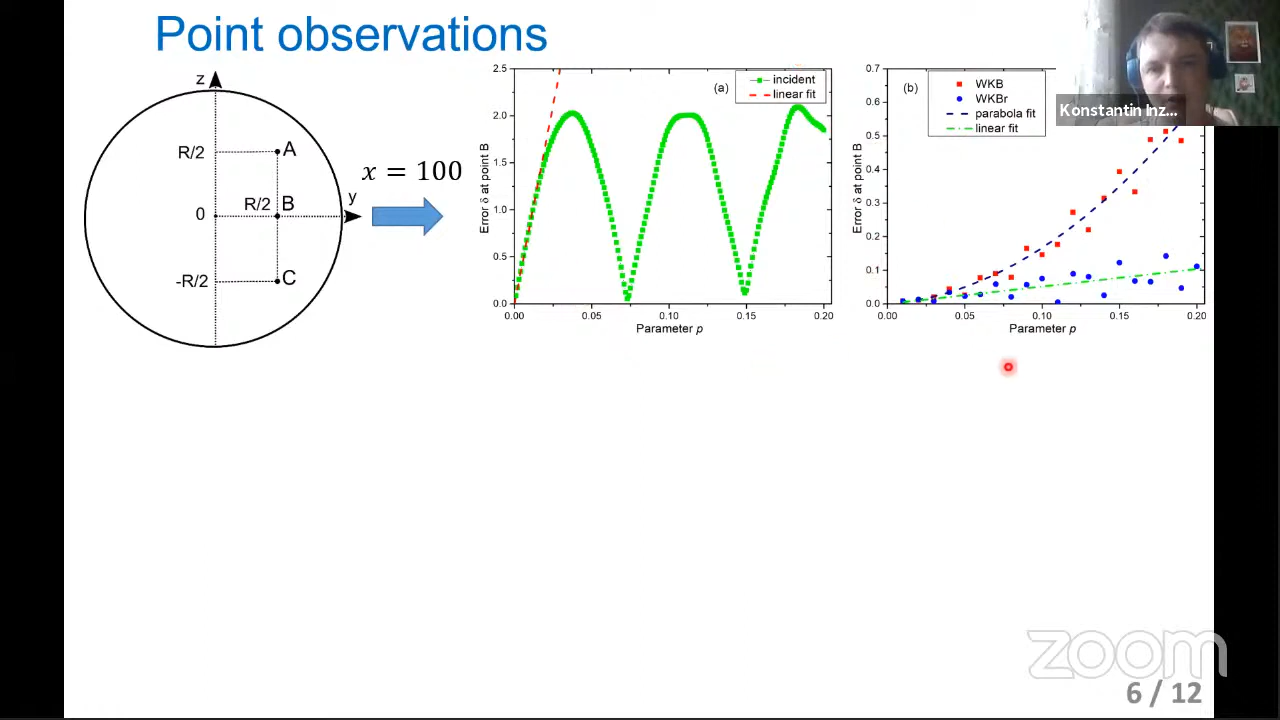 Point observations
z
R/2
A
x = 100
y
0
R/2
B
-R/2
C
2.5
2.0
1.5
1.0
0.5
0.0
Error δ at point B
(a)
incident
linear fit
0.00
0.05
0.10
0.15
0.20
Parameter p
0.7
0.6
0.5
0.4
0.3
0.2
0.1
0.0
Error δ at point B
(b)
WKB
WKBr
parabola fit
linear fit
0.00
0.05
0.10
0.15
0.20
Parameter p
Konstantin Inz...
zoom
6 / 12